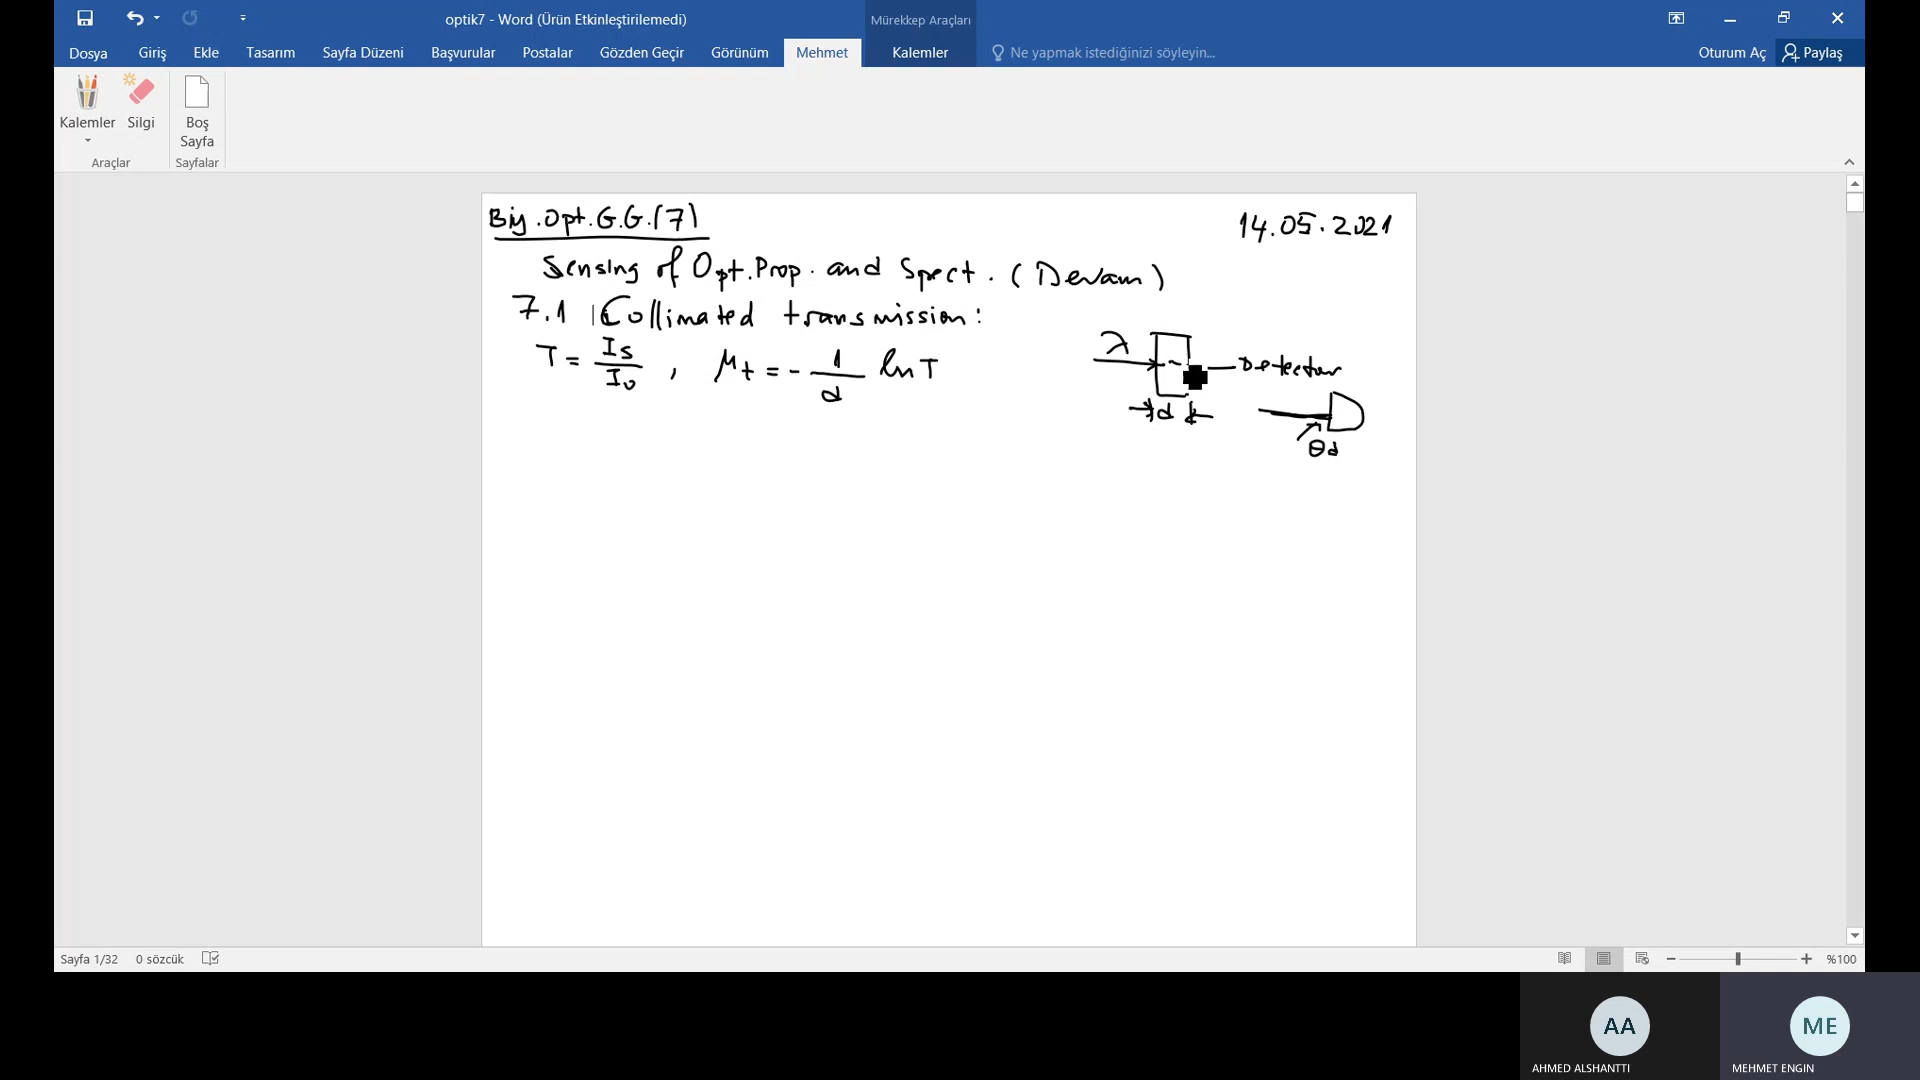 optik7 - Word (Ürün Etkinleştirilemedi)
Mürekkep Araçları
Dosya Giriş Ekle Tasarım Sayfa Düzeni Başvurular Postalar Gözden Geçir Görünüm Mehmet Kalemler Ne yapmak istediğinizi söyleyin... Oturum Aç Paylaş
Kalemler Silgi Boş Sayfa
Araçlar Sayfalar
Biy.Opt.G.G.(7) 14.05.2021
Sensing of Opt.Prop. and Spect. (Devam)
7.1 Collimated transmission:
T = Is/I₀ , μt = - 1/d ln T
λ Detector
d
θd
Sayfa 1/32 0 sözcük %100
AA ME
AHMED ALSHANTTI MEHMET ENGIN